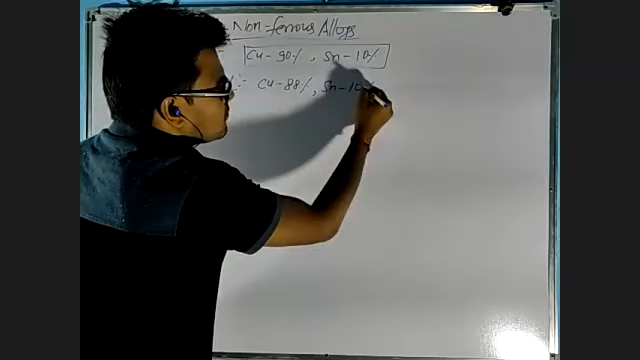 Non-ferrous Alloys
Cu-90%, Sn-10%
:- Cu-88%, Sn-10%